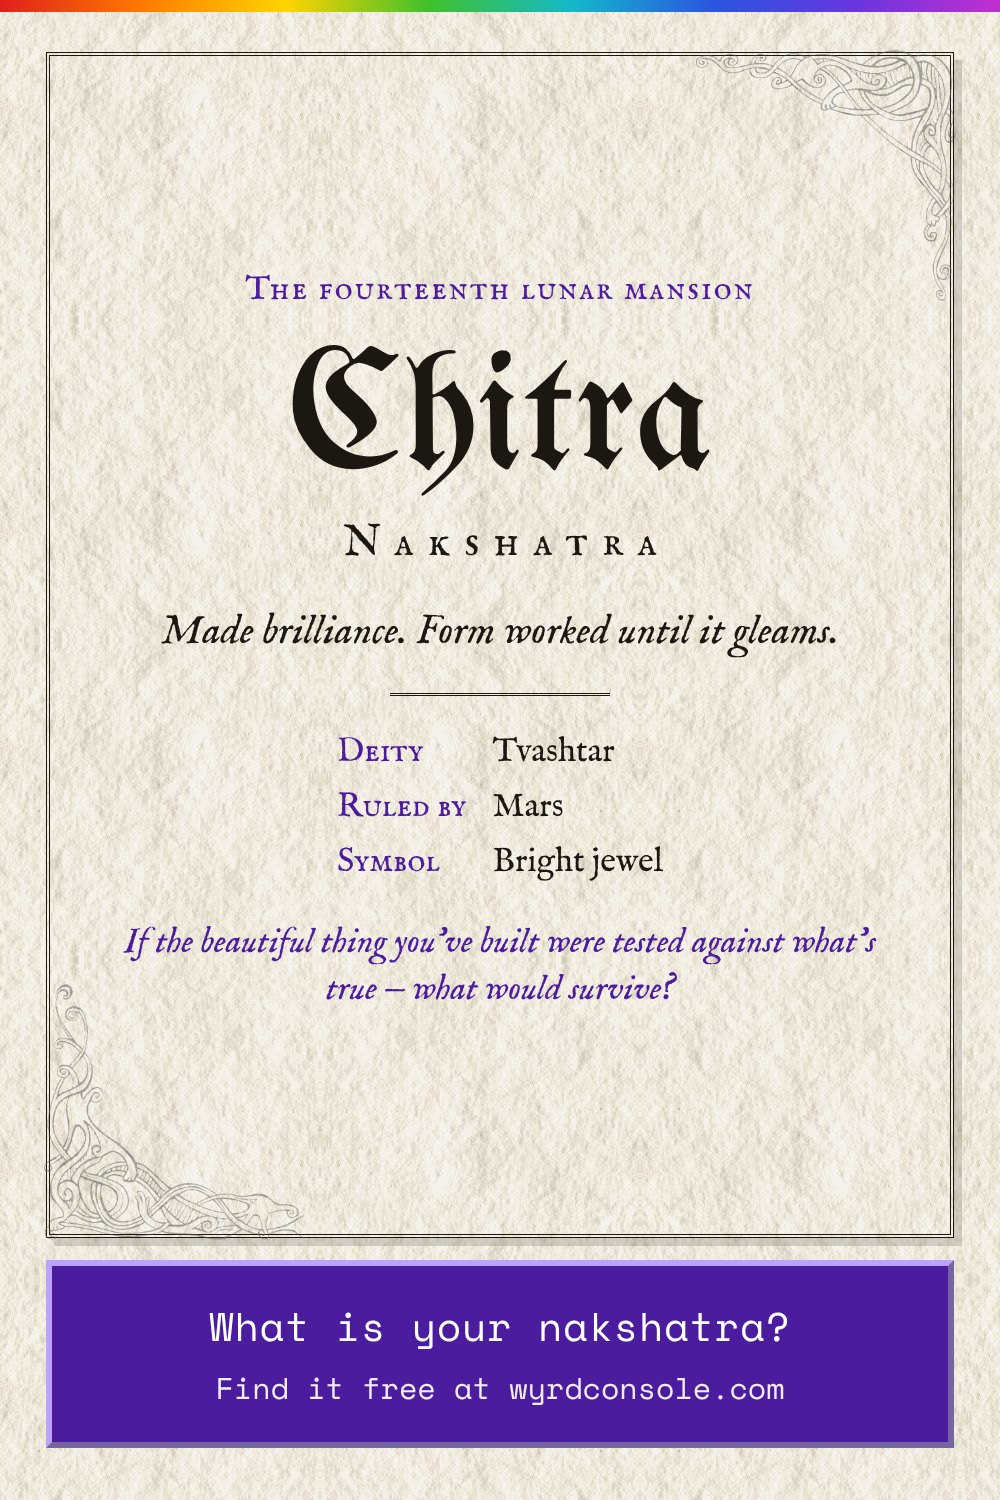 The fourteenth lunar mansion
Chitra
Nakshatra
Made brilliance. Form worked until it gleams.
Deity Tvashtar
Ruled by Mars
Symbol Bright jewel
If the beautiful thing you’ve built were tested against what’s
true – what would survive?
What is your nakshatra?
Find it free at wyrdconsole.com